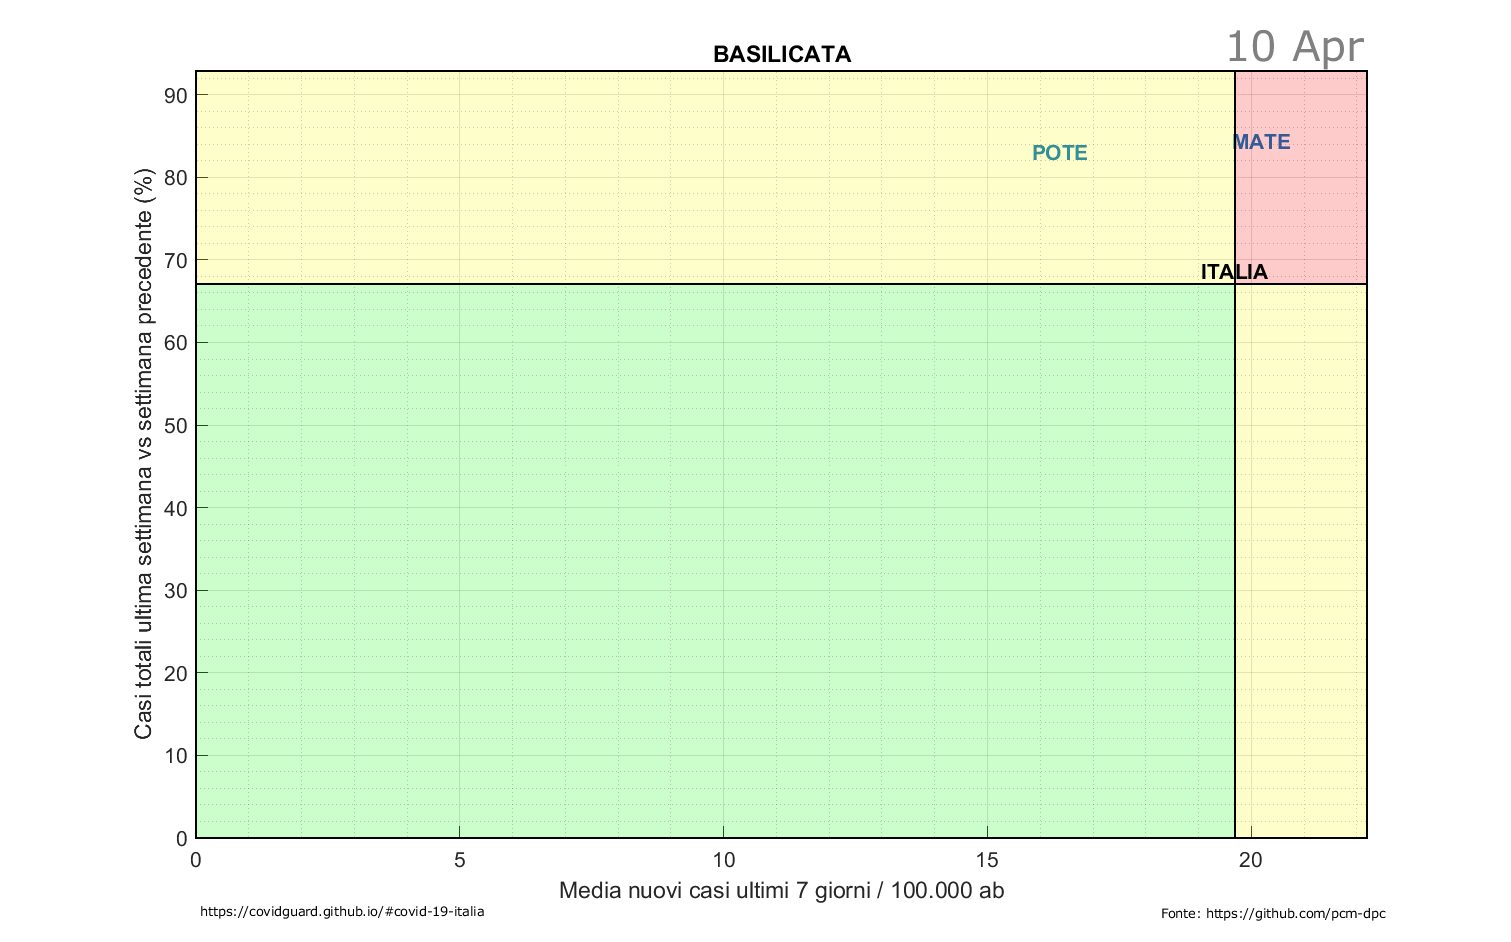 10 Apr
BASILICATA
90
80
70
60
50
40
30
20
10
0
Casi totali ultima settimana vs settimana precedente (%)
POTE
MATE
ITALIA
0 5 10 15 20
Media nuovi casi ultimi 7 giorni / 100.000 ab
https://covidguard.github.io/#covid-19-italia
Fonte: https://github.com/pcm-dpc